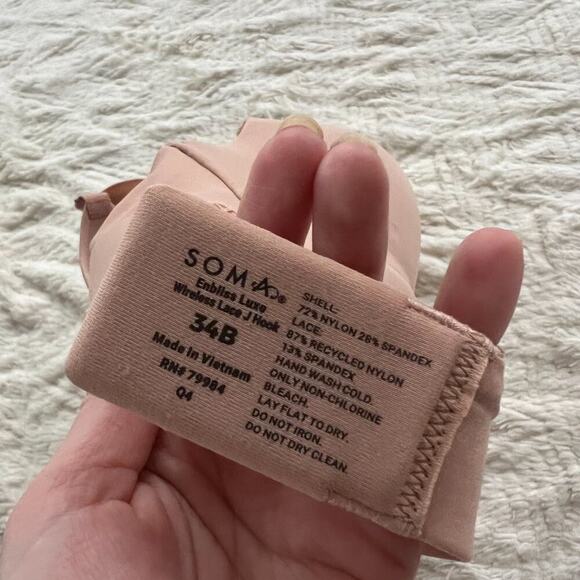 SOMA®
Enbliss Luxe
Wireless Lace J Hook
34B
Made in Vietnam
RN# 79984
Q4
SHELL:
72% NYLON 28% SPANDEX
LACE:
87% RECYCLED NYLON
13% SPANDEX
HAND WASH COLD.
ONLY NON-CHLORINE
BLEACH.
LAY FLAT TO DRY.
DO NOT IRON.
DO NOT DRY CLEAN.